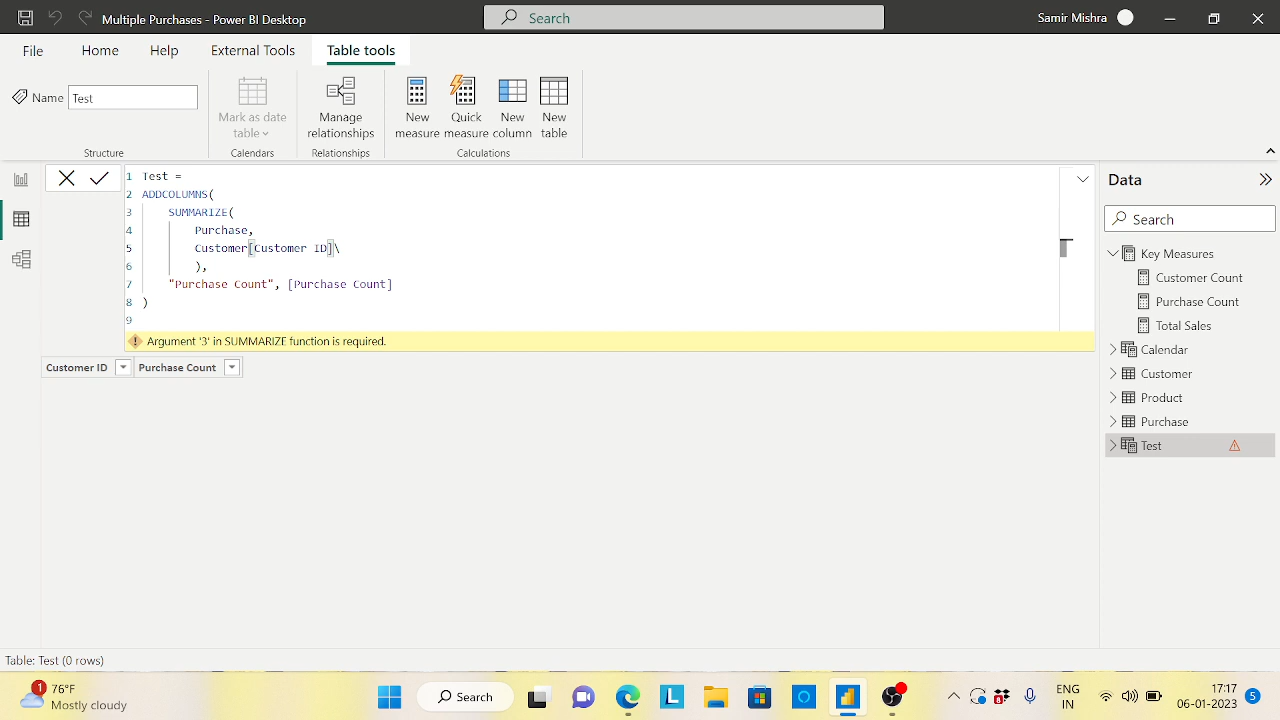 Multiple Purchases - Power BI Desktop
Search
Samir Mishra
File
Home
Help
External Tools
Table tools
Name
Test
Mark as date
table
Manage
relationships
New
measure
Quick
measure
New
column
New
table
Structure
Calendars
Relationships
Calculations
1 Test =
2 ADDCOLUMNS(
3 SUMMARIZE(
4 Purchase,
5 Customer[Customer ID]\
6 ),
7 "Purchase Count", [Purchase Count]
8 )
9
Argument '3' in SUMMARIZE function is required.
Customer ID
Purchase Count
Data
Search
Key Measures
Customer Count
Purchase Count
Total Sales
Calendar
Customer
Product
Purchase
Test
Table: Test (0 rows)
1
76°F
Mostly cloudy
Search
L
ENG
IN
17:17
06-01-2023
5